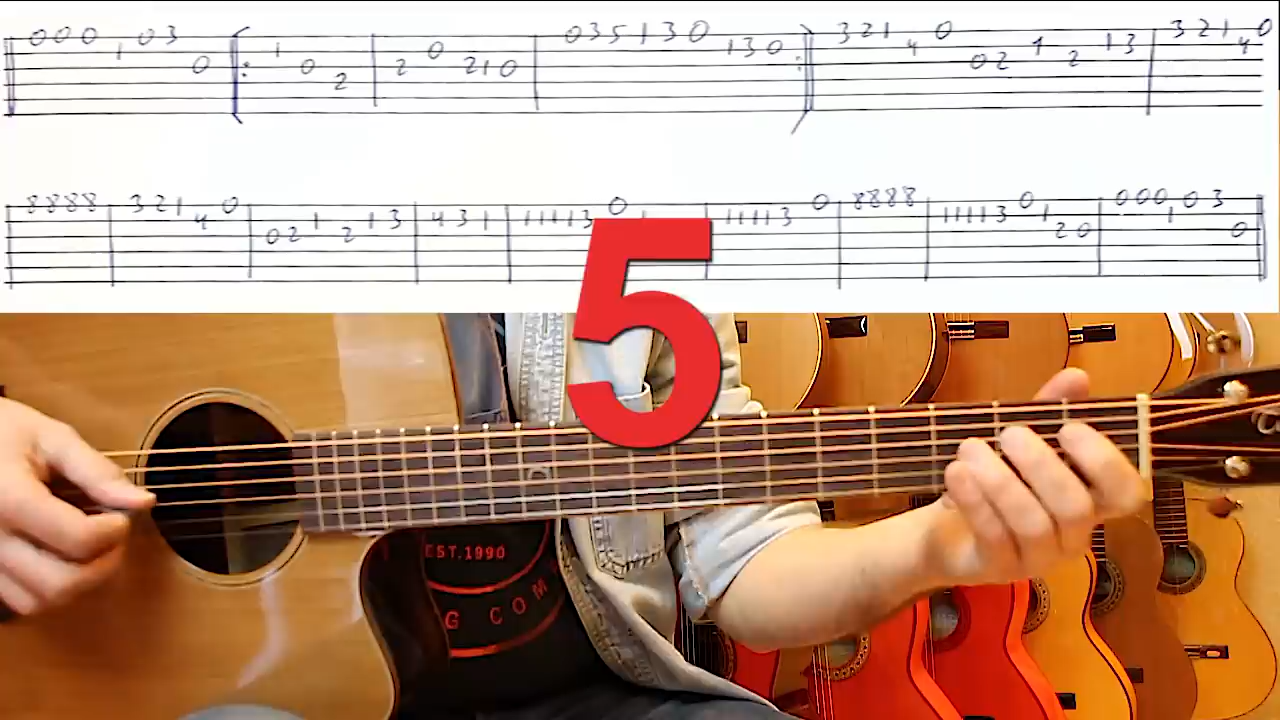 000 1 03 0 1 0 2 2 0 210 035130 130 321 4 0 02 1 2 13 321 4 0
8888 321 4 0 02 1 2 13 431 11113 0 11113 0 8888 11113 0 1 20 000 1 03 0
5
EST.1990
G COM